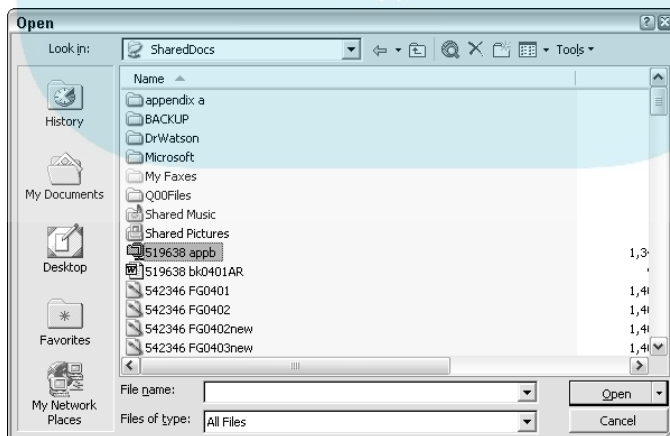 Open
Look in:
SharedDocs
Tools
Name
appendix a
BACKUP
DrWatson
Microsoft
My Faxes
Q00Files
Shared Music
Shared Pictures
519638 appb
519638 bk0401AR
542346 FG0401
542346 FG0402
542346 FG0402new
542346 FG0403new
History
My Documents
Desktop
Favorites
My Network
Places
File name:
Open
Files of type:
All Files
Cancel